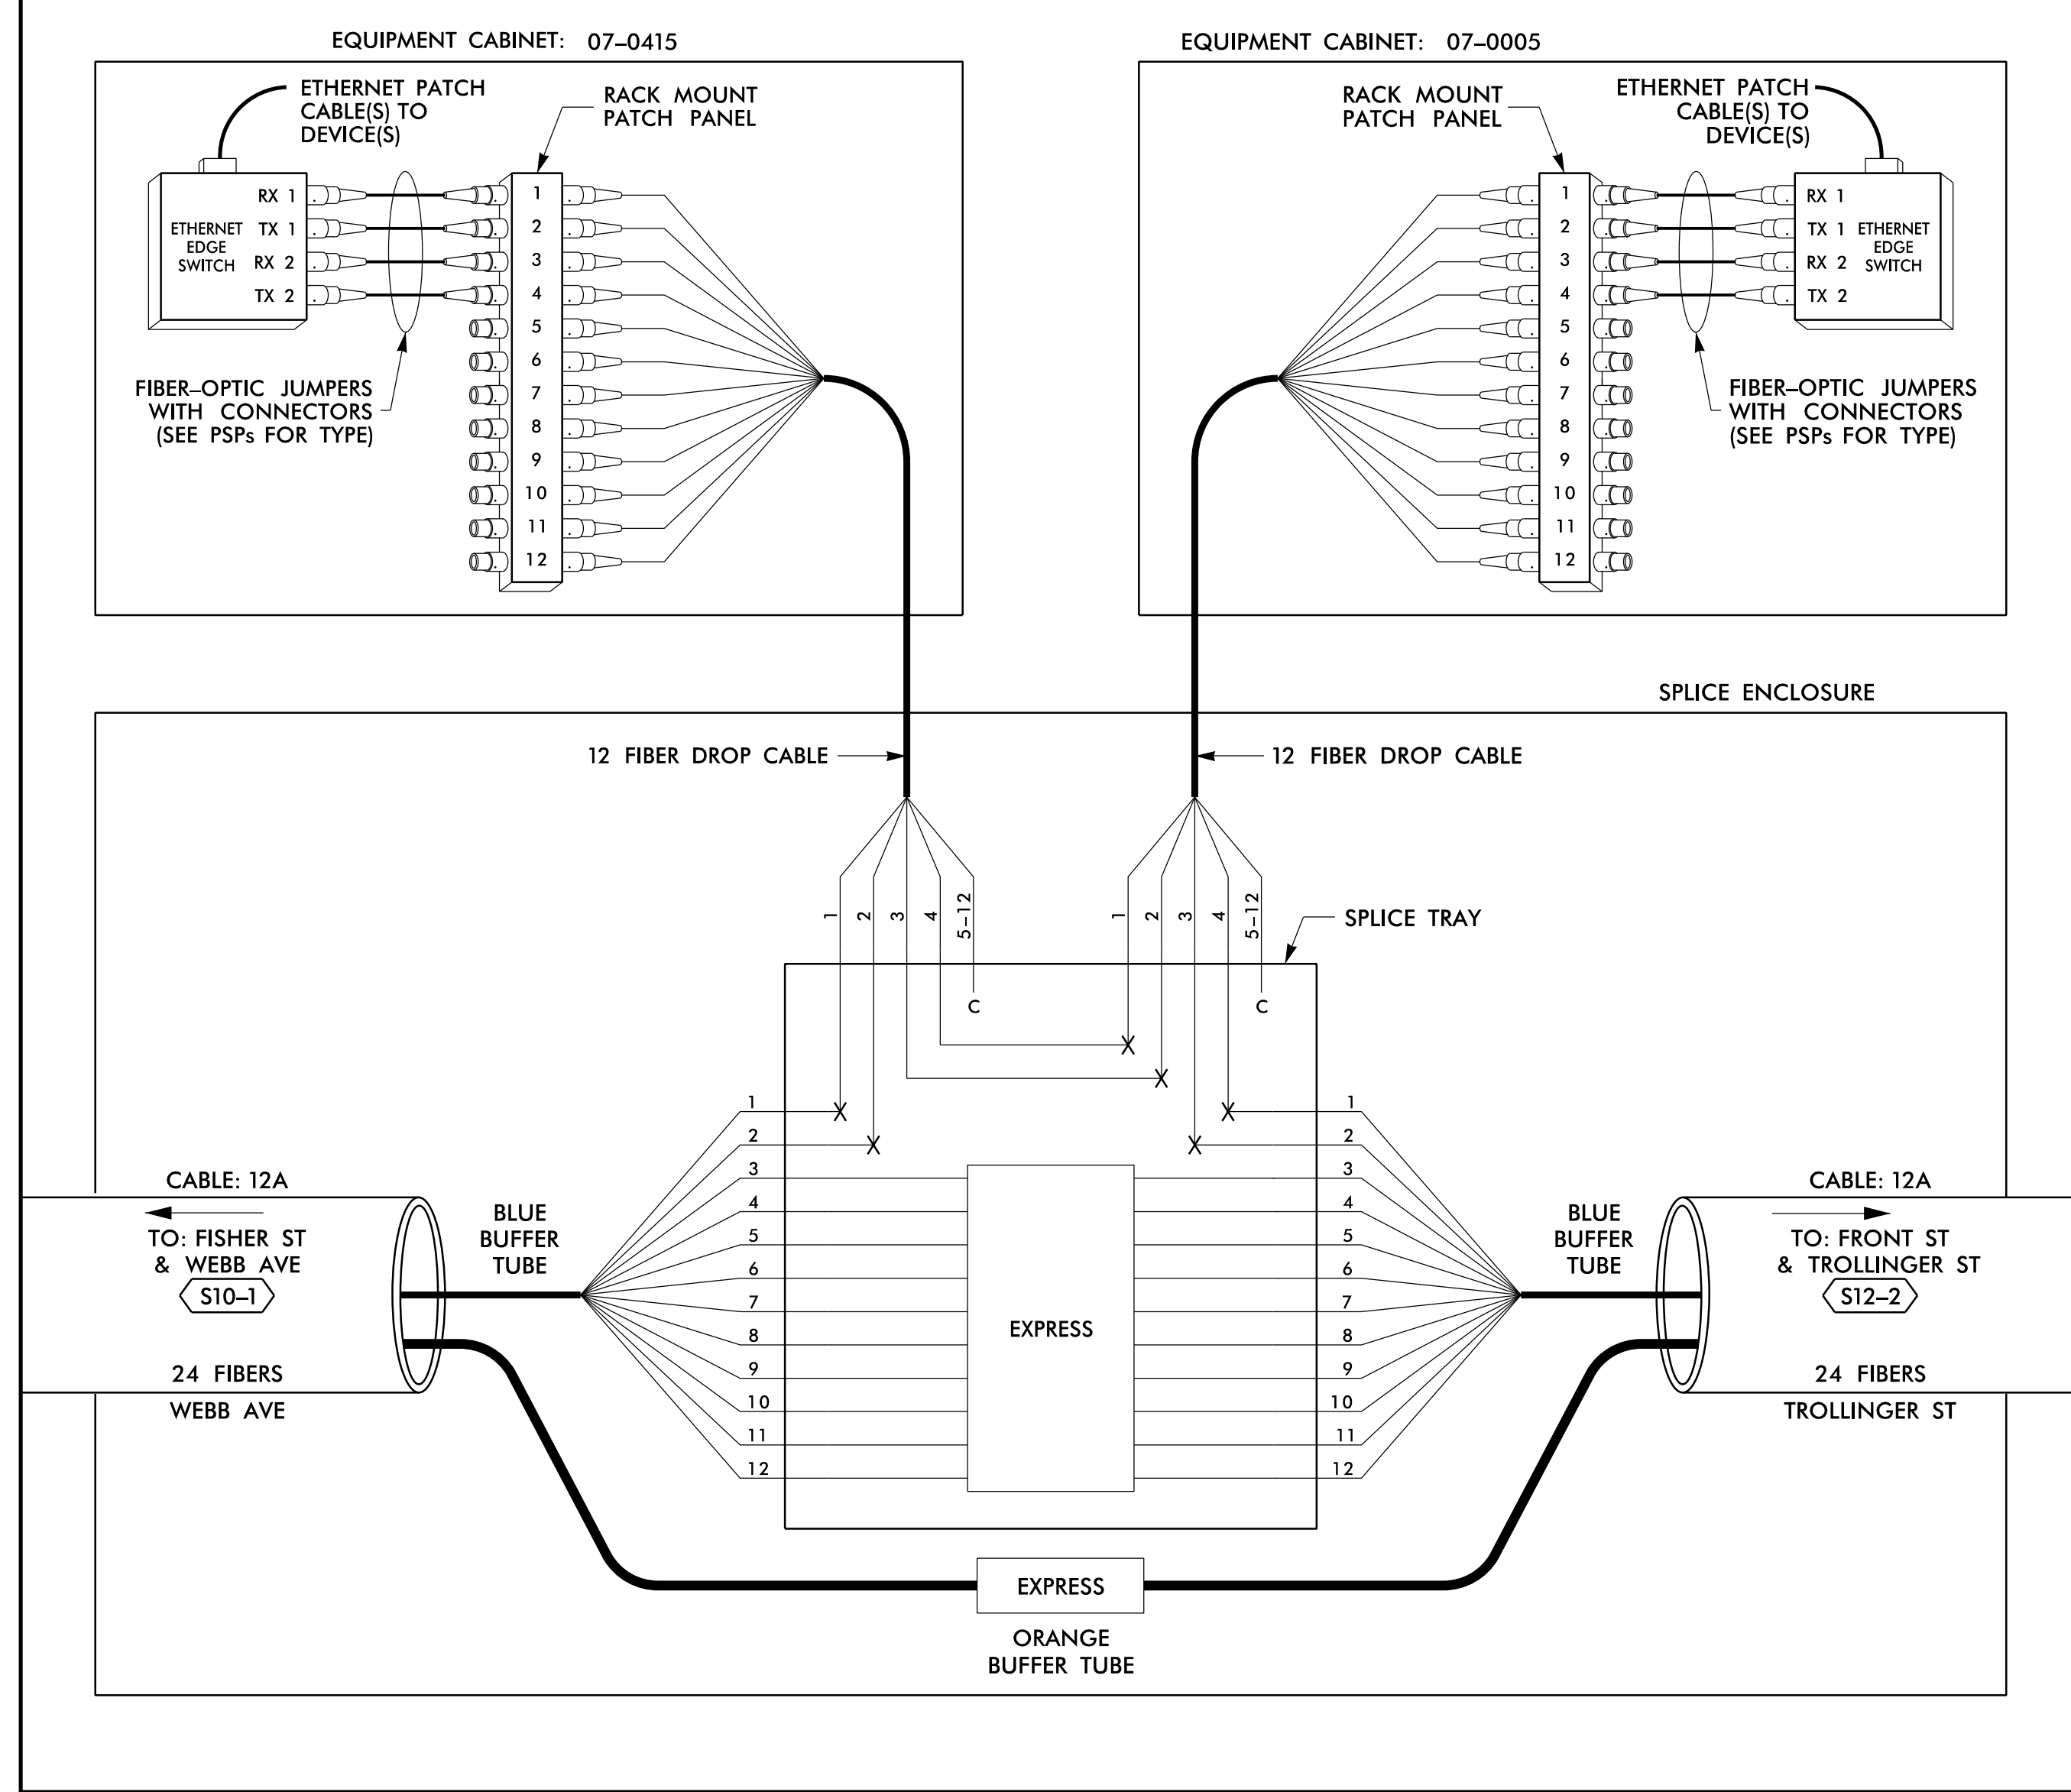 EQUIPMENT CABINET: 07–0415
ETHERNET PATCH
CABLE(S) TO
DEVICE(S)
RACK MOUNT
PATCH PANEL
RX 1
TX 1
RX 2
TX 2
ETHERNET
EDGE
SWITCH
1
2
3
4
5
6
7
8
9
10
11
12
FIBER–OPTIC JUMPERS
WITH CONNECTORS
(SEE PSPs FOR TYPE)
EQUIPMENT CABINET: 07–0005
RACK MOUNT
PATCH PANEL
ETHERNET PATCH
CABLE(S) TO
DEVICE(S)
1
2
3
4
5
6
7
8
9
10
11
12
RX 1
TX 1
RX 2
TX 2
ETHERNET
EDGE
SWITCH
FIBER–OPTIC JUMPERS
WITH CONNECTORS
(SEE PSPs FOR TYPE)
SPLICE ENCLOSURE
12 FIBER DROP CABLE
12 FIBER DROP CABLE
1
2
3
4
5–12
C
1
2
3
4
5–12
C
SPLICE TRAY
CABLE: 12A
TO: FISHER ST
& WEBB AVE
S10–1
24 FIBERS
WEBB AVE
BLUE
BUFFER
TUBE
1
2
3
4
5
6
7
8
9
10
11
12
EXPRESS
1
2
3
4
5
6
7
8
9
10
11
12
BLUE
BUFFER
TUBE
CABLE: 12A
TO: FRONT ST
& TROLLINGER ST
S12–2
24 FIBERS
TROLLINGER ST
EXPRESS
ORANGE
BUFFER TUBE